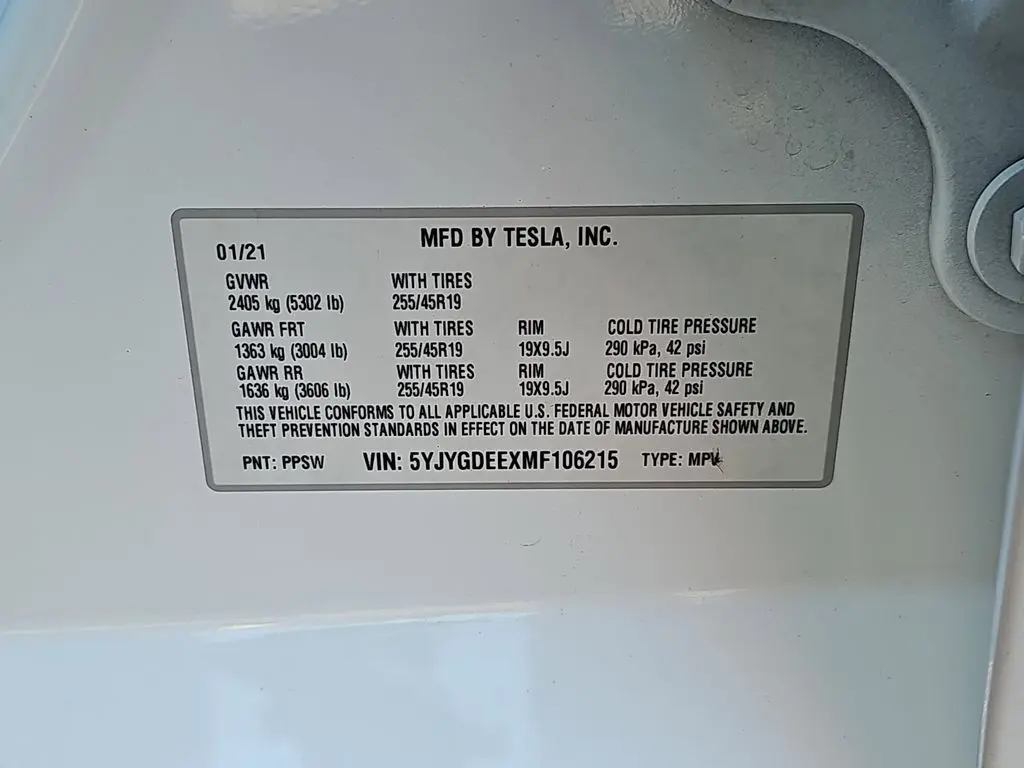 MFD BY TESLA, INC.
01/21
GVWR WITH TIRES
2405 kg (5302 lb) 255/45R19
GAWR FRT WITH TIRES RIM COLD TIRE PRESSURE
1363 kg (3004 lb) 255/45R19 19X9.5J 290 kPa, 42 psi
GAWR RR WITH TIRES RIM COLD TIRE PRESSURE
1636 kg (3606 lb) 255/45R19 19X9.5J 290 kPa, 42 psi
THIS VEHICLE CONFORMS TO ALL APPLICABLE U.S. FEDERAL MOTOR VEHICLE SAFETY AND
THEFT PREVENTION STANDARDS IN EFFECT ON THE DATE OF MANUFACTURE SHOWN ABOVE.
PNT: PPSW VIN: 5YJYGDEEXMF106215 TYPE: MPV